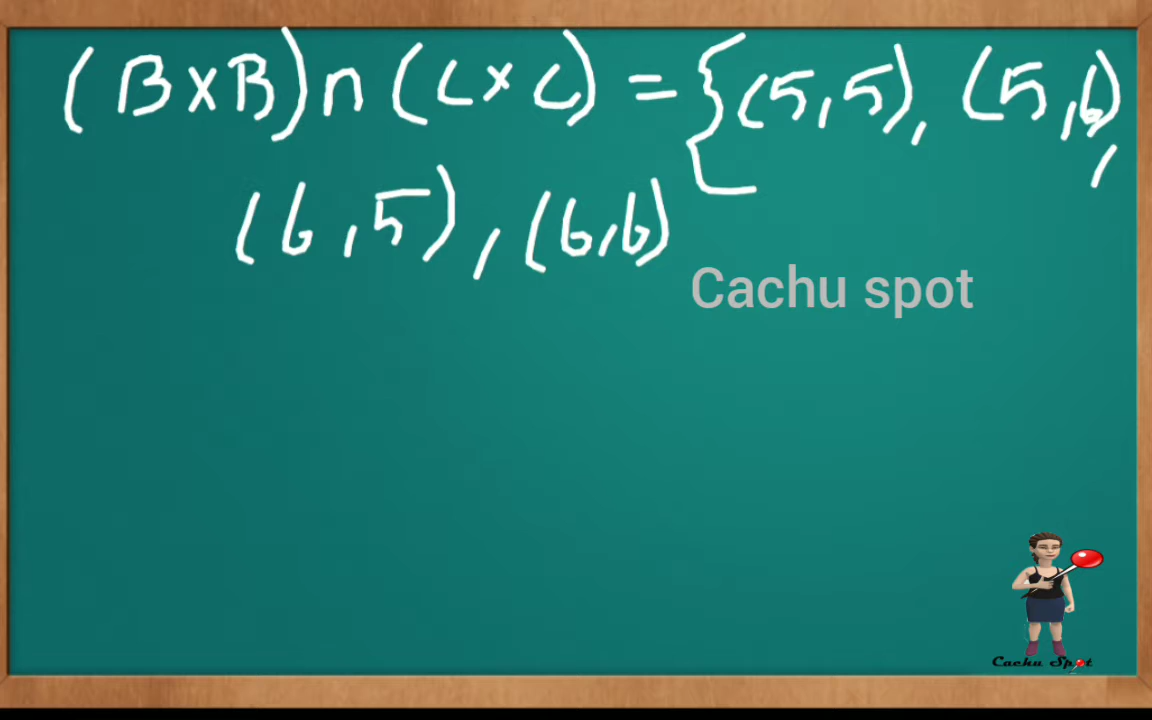 (B×B)∩(C×C) = {(5,5), (5,6),
(6,5), (6,6)
Cachu spot
Cachu Spot